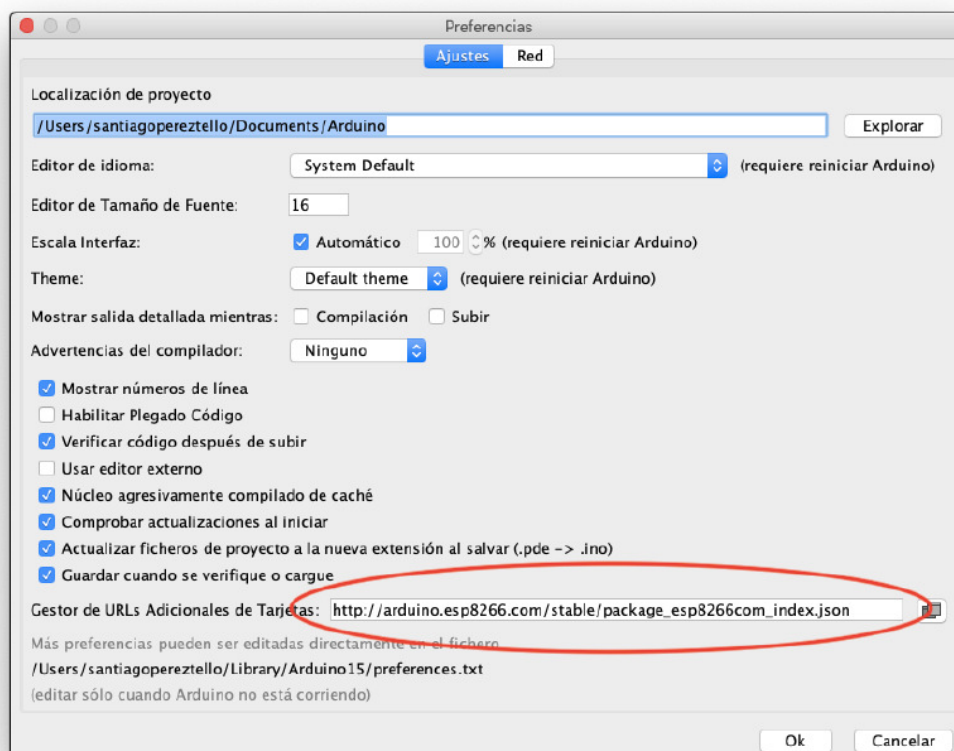 Preferencias
Ajustes Red
Localización de proyecto
/Users/santiagopereztello/Documents/Arduino Explorar
Editor de idioma: System Default (requiere reiniciar Arduino)
Editor de Tamaño de Fuente: 16
Escala Interfaz: Automático 100 % (requiere reiniciar Arduino)
Theme: Default theme (requiere reiniciar Arduino)
Mostrar salida detallada mientras: Compilación Subir
Advertencias del compilador: Ninguno
Mostrar números de línea
Habilitar Plegado Código
Verificar código después de subir
Usar editor externo
Núcleo agresivamente compilado de caché
Comprobar actualizaciones al iniciar
Actualizar ficheros de proyecto a la nueva extensión al salvar (.pde -> .ino)
Guardar cuando se verifique o cargue
Gestor de URLs Adicionales de Tarjetas: http://arduino.esp8266.com/stable/package_esp8266com_index.json
Más preferencias pueden ser editadas directamente en el fichero
/Users/santiagopereztello/Library/Arduino15/preferences.txt
(editar sólo cuando Arduino no está corriendo)
Ok Cancelar